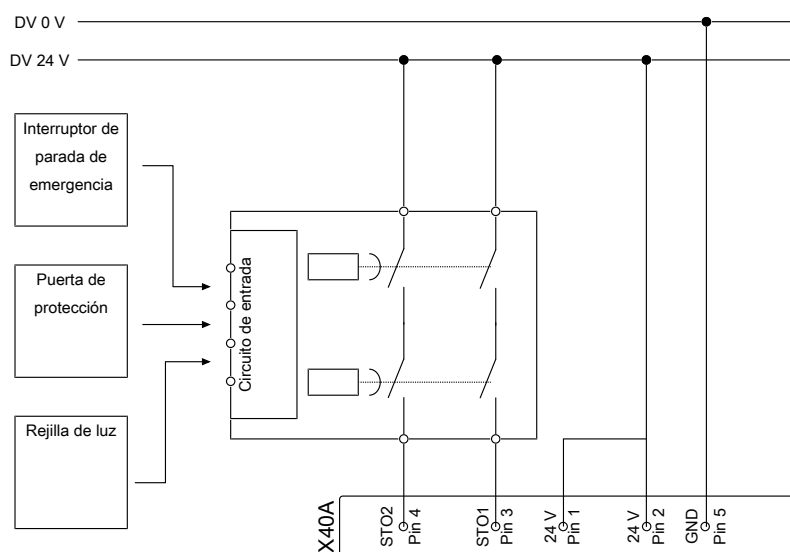 DV 0 V
DV 24 V
Interruptor de
parada de
emergencia
Puerta de
protección
Rejilla de luz
Circuito de entrada
X40A
STO2
Pin 4
STO1
Pin 3
24 V
Pin 1
24 V
Pin 2
GND
Pin 5